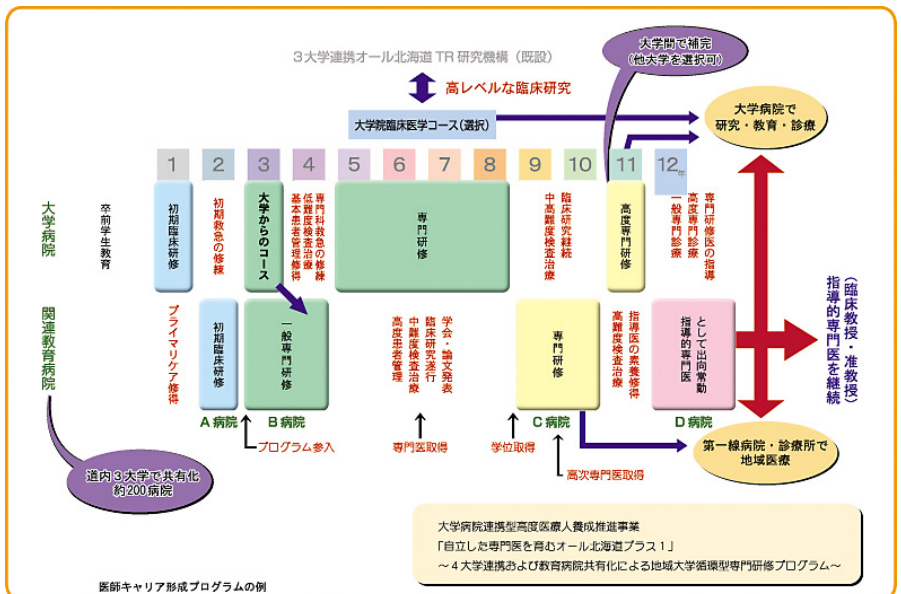 3大学連携オール北海道TR研究機構（既設）
大学間で補完
（他大学を選択可）
高レベルな臨床研究
大学院臨床医学コース（選択）
大学病院で
研究・教育・診療
1 2 3 4 5 6 7 8 9 10 11 12年
大学病院
卒前学生教育
初期臨床研修
初期救急の修練
大学からのコース
専門科救急の修練
低難度検査治療
基本患者管理修得
専門研修
臨床研究継続
中高難度検査治療
高度専門研修
専門研修医の指導
高度専門診療
一般専門診療
関連教育病院
プライマリケア修得
初期臨床研修
一般専門研修
学会・論文発表
臨床研究遂行
中難度検査治療
高度患者管理
専門研修
指導医の素養修得
高難度検査治療
指導的専門医
として出向常勤
（臨床教授・准教授）
指導的専門医を継続
A病院
B病院
C病院
D病院
プログラム参入
専門医取得
学位取得
高次専門医取得
第一線病院・診療所で
地域医療
道内3大学で共有化
約200病院
大学病院連携型高度医療人養成推進事業
「自立した専門医を育むオール北海道プラス1」
～4大学連携および教育病院共有化による地域大学循環型専門研修プログラム～
医師キャリア形成プログラムの例